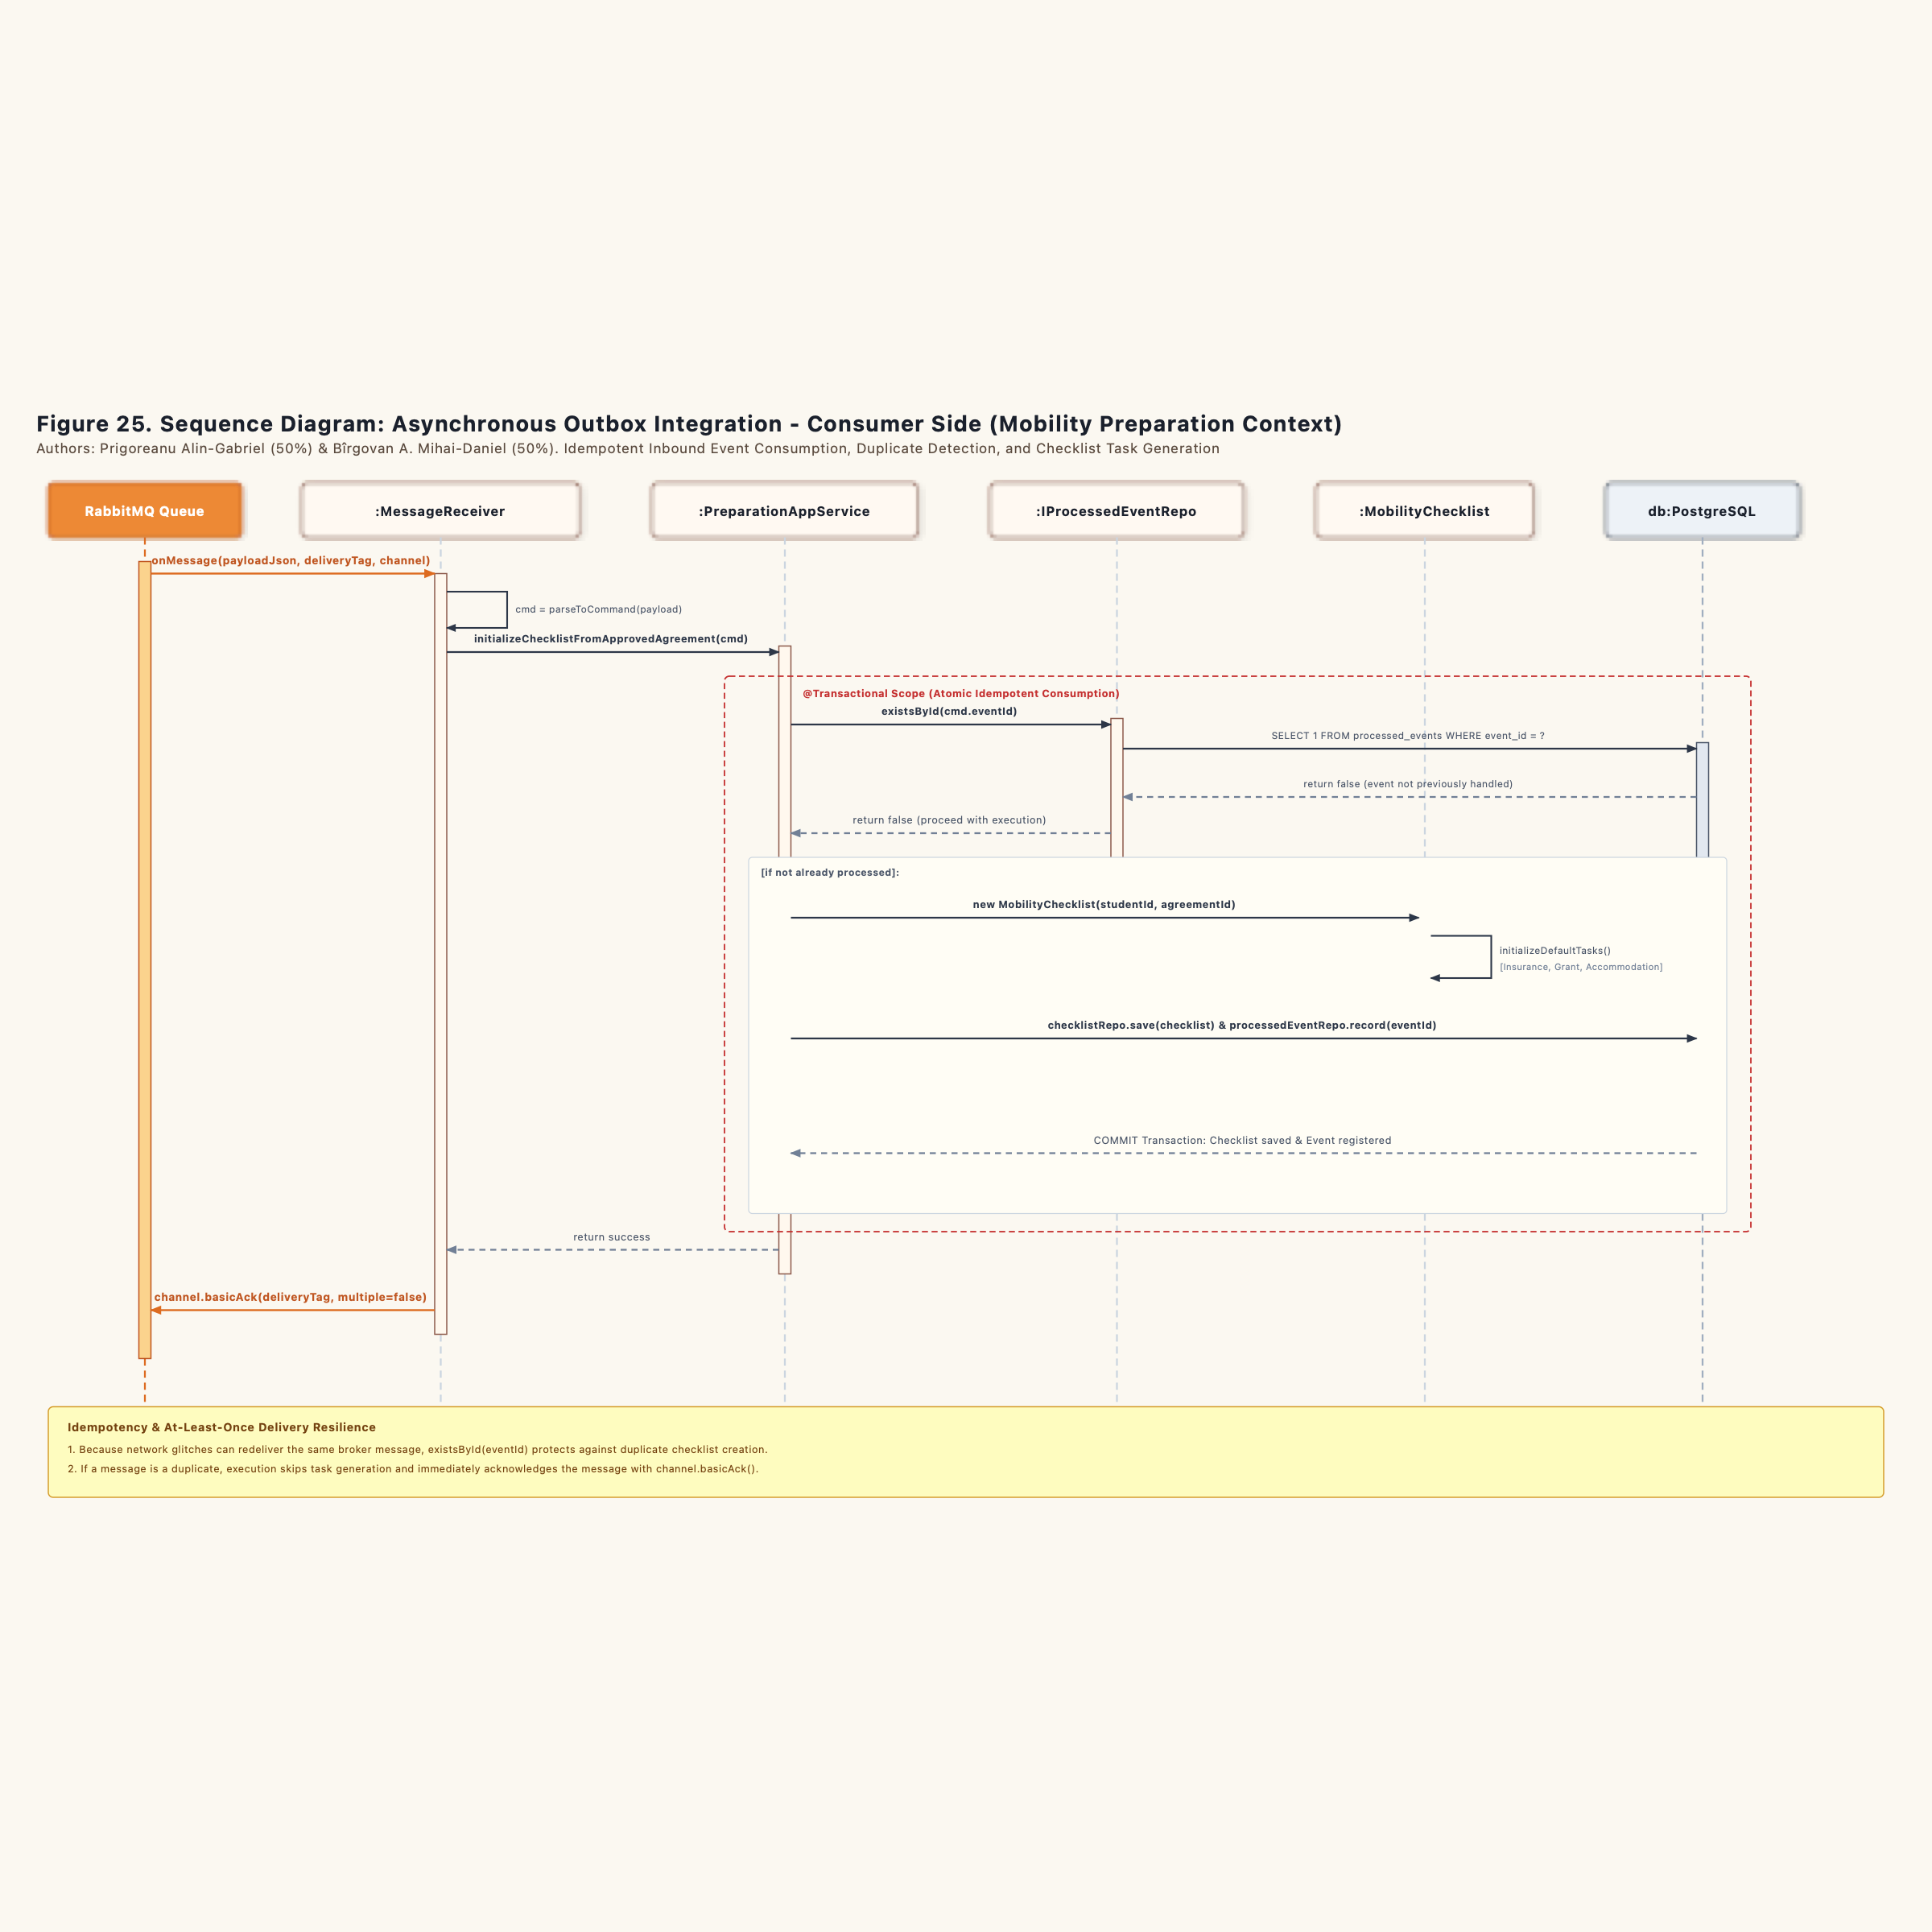 Figure 25. Sequence Diagram: Asynchronous Outbox Integration - Consumer Side (Mobility Preparation Context)
Authors: Prigoreanu Alin-Gabriel (50%) & Bîrgovan A. Mihai-Daniel (50%). Idempotent Inbound Event Consumption, Duplicate Detection, and Checklist Task Generation
RabbitMQ Queue
:MessageReceiver
:PreparationAppService
:IProcessedEventRepo
:MobilityChecklist
db:PostgreSQL
onMessage(payloadJson, deliveryTag, channel)
cmd = parseToCommand(payload)
initializeChecklistFromApprovedAgreement(cmd)
@Transactional Scope (Atomic Idempotent Consumption)
existsById(cmd.eventId)
SELECT 1 FROM processed_events WHERE event_id = ?
return false (event not previously handled)
return false (proceed with execution)
[if not already processed]:
new MobilityChecklist(studentId, agreementId)
initializeDefaultTasks()
[Insurance, Grant, Accommodation]
checklistRepo.save(checklist) & processedEventRepo.record(eventId)
COMMIT Transaction: Checklist saved & Event registered
return success
channel.basicAck(deliveryTag, multiple=false)
Idempotency & At-Least-Once Delivery Resilience
1. Because network glitches can redeliver the same broker message, existsById(eventId) protects against duplicate checklist creation.
2. If a message is a duplicate, execution skips task generation and immediately acknowledges the message with channel.basicAck().